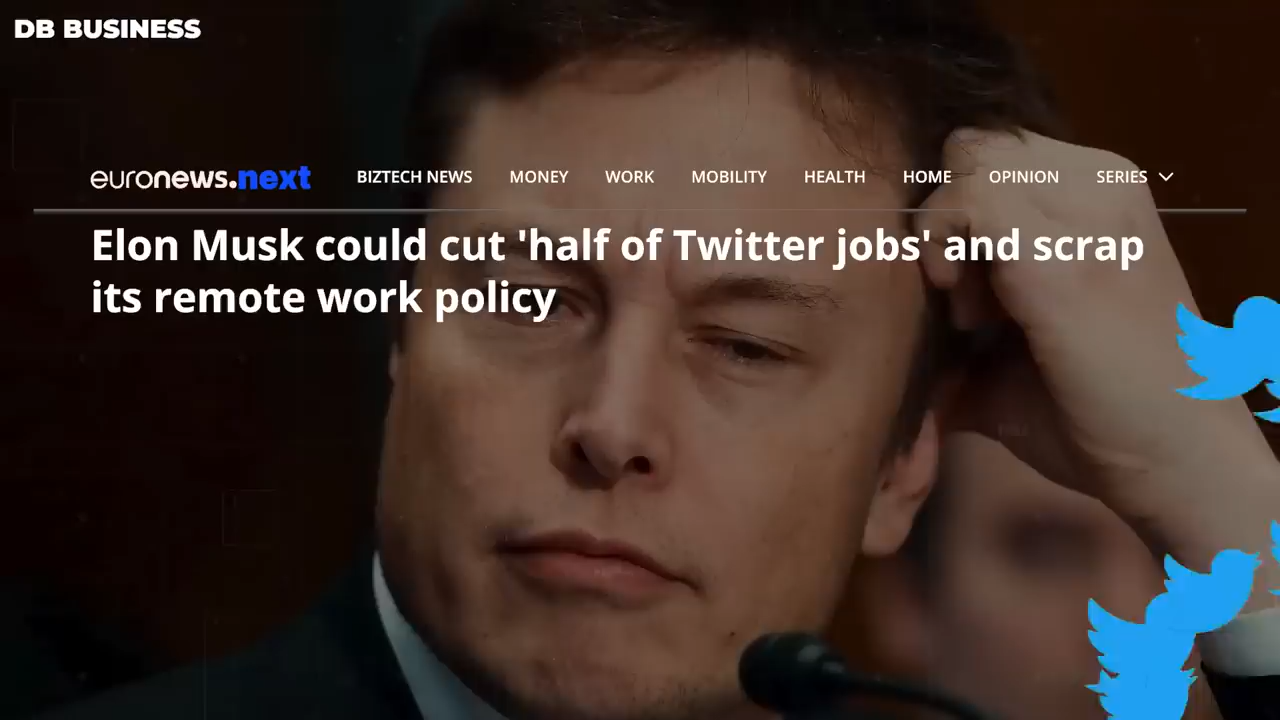 DB BUSINESS
euronews.next BIZTECH NEWS MONEY WORK MOBILITY HEALTH HOME OPINION SERIES
Elon Musk could cut 'half of Twitter jobs' and scrap
its remote work policy